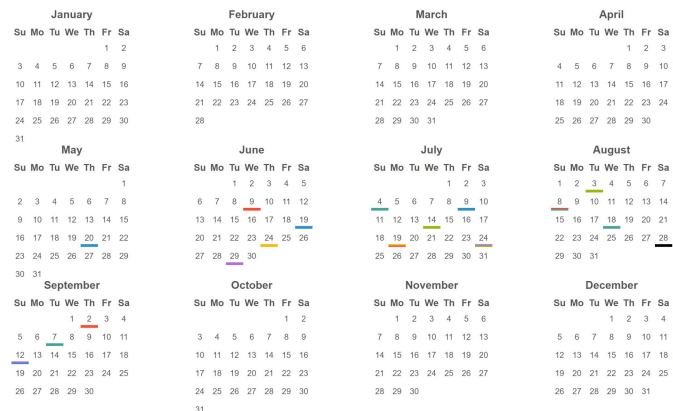 January
Su Mo Tu We Th Fr Sa
1 2
3 4 5 6 7 8 9
10 11 12 13 14 15 16
17 18 19 20 21 22 23
24 25 26 27 28 29 30
31
February
Su Mo Tu We Th Fr Sa
1 2 3 4 5 6
7 8 9 10 11 12 13
14 15 16 17 18 19 20
21 22 23 24 25 26 27
28
March
Su Mo Tu We Th Fr Sa
1 2 3 4 5 6
7 8 9 10 11 12 13
14 15 16 17 18 19 20
21 22 23 24 25 26 27
28 29 30 31
April
Su Mo Tu We Th Fr Sa
1 2 3
4 5 6 7 8 9 10
11 12 13 14 15 16 17
18 19 20 21 22 23 24
25 26 27 28 29 30
May
Su Mo Tu We Th Fr Sa
1
2 3 4 5 6 7 8
9 10 11 12 13 14 15
16 17 18 19 20 21 22
23 24 25 26 27 28 29
30 31
June
Su Mo Tu We Th Fr Sa
1 2 3 4 5
6 7 8 9 10 11 12
13 14 15 16 17 18 19
20 21 22 23 24 25 26
27 28 29 30
July
Su Mo Tu We Th Fr Sa
1 2 3
4 5 6 7 8 9 10
11 12 13 14 15 16 17
18 19 20 21 22 23 24
25 26 27 28 29 30 31
August
Su Mo Tu We Th Fr Sa
1 2 3 4 5 6 7
8 9 10 11 12 13 14
15 16 17 18 19 20 21
22 23 24 25 26 27 28
29 30 31
September
Su Mo Tu We Th Fr Sa
1 2 3 4
5 6 7 8 9 10 11
12 13 14 15 16 17 18
19 20 21 22 23 24 25
26 27 28 29 30
October
Su Mo Tu We Th Fr Sa
1 2
3 4 5 6 7 8 9
10 11 12 13 14 15 16
17 18 19 20 21 22 23
24 25 26 27 28 29 30
31
November
Su Mo Tu We Th Fr Sa
1 2 3 4 5 6
7 8 9 10 11 12 13
14 15 16 17 18 19 20
21 22 23 24 25 26 27
28 29 30
December
Su Mo Tu We Th Fr Sa
1 2 3 4
5 6 7 8 9 10 11
12 13 14 15 16 17 18
19 20 21 22 23 24 25
26 27 28 29 30 31